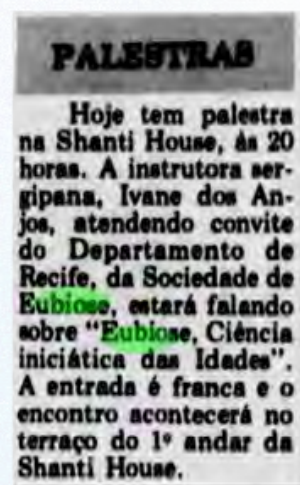 PALESTRAS
Hoje tem palestra
na Shanti House, às 20
horas. A instrutora ser-
gipana, Ivane dos An-
jos, atendendo convite
do Departamento de
Recife, da Sociedade de
Eubiose, estará falando
sobre "Eubiose, Ciência
iniciática das Idades".
A entrada é franca e o
encontro acontecerá no
terraço do 1º andar da
Shanti House.